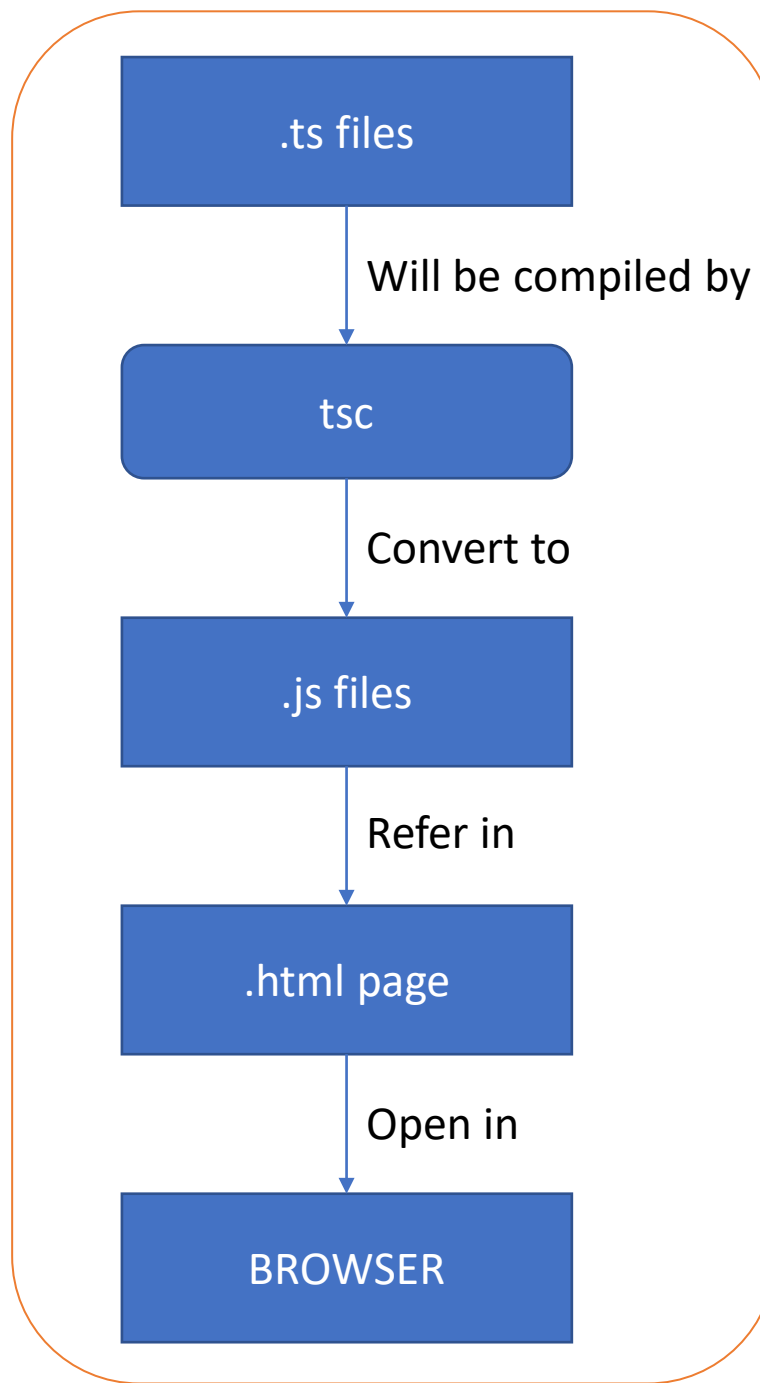 .ts files
Will be compiled by
tsc
Convert to
.js files
Refer in
.html page
Open in
BROWSER